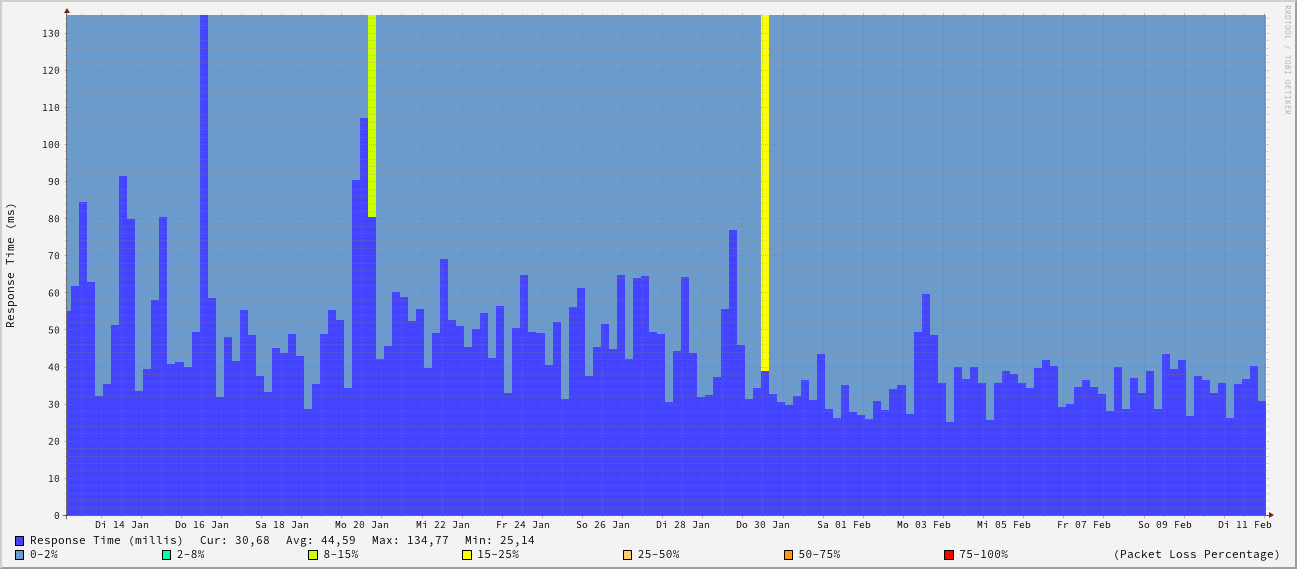 RRDTOOL / TOBI OETIKER
Response Time (ms)
130
120
110
100
90
80
70
60
50
40
30
20
10
0
Di 14 Jan Do 16 Jan Sa 18 Jan Mo 20 Jan Mi 22 Jan Fr 24 Jan So 26 Jan Di 28 Jan Do 30 Jan Sa 01 Feb Mo 03 Feb Mi 05 Feb Fr 07 Feb So 09 Feb Di 11 Feb
Response Time (millis) Cur: 30,68 Avg: 44,59 Max: 134,77 Min: 25,14
0-2% 2-8% 8-15% 15-25% 25-50% 50-75% 75-100% (Packet Loss Percentage)